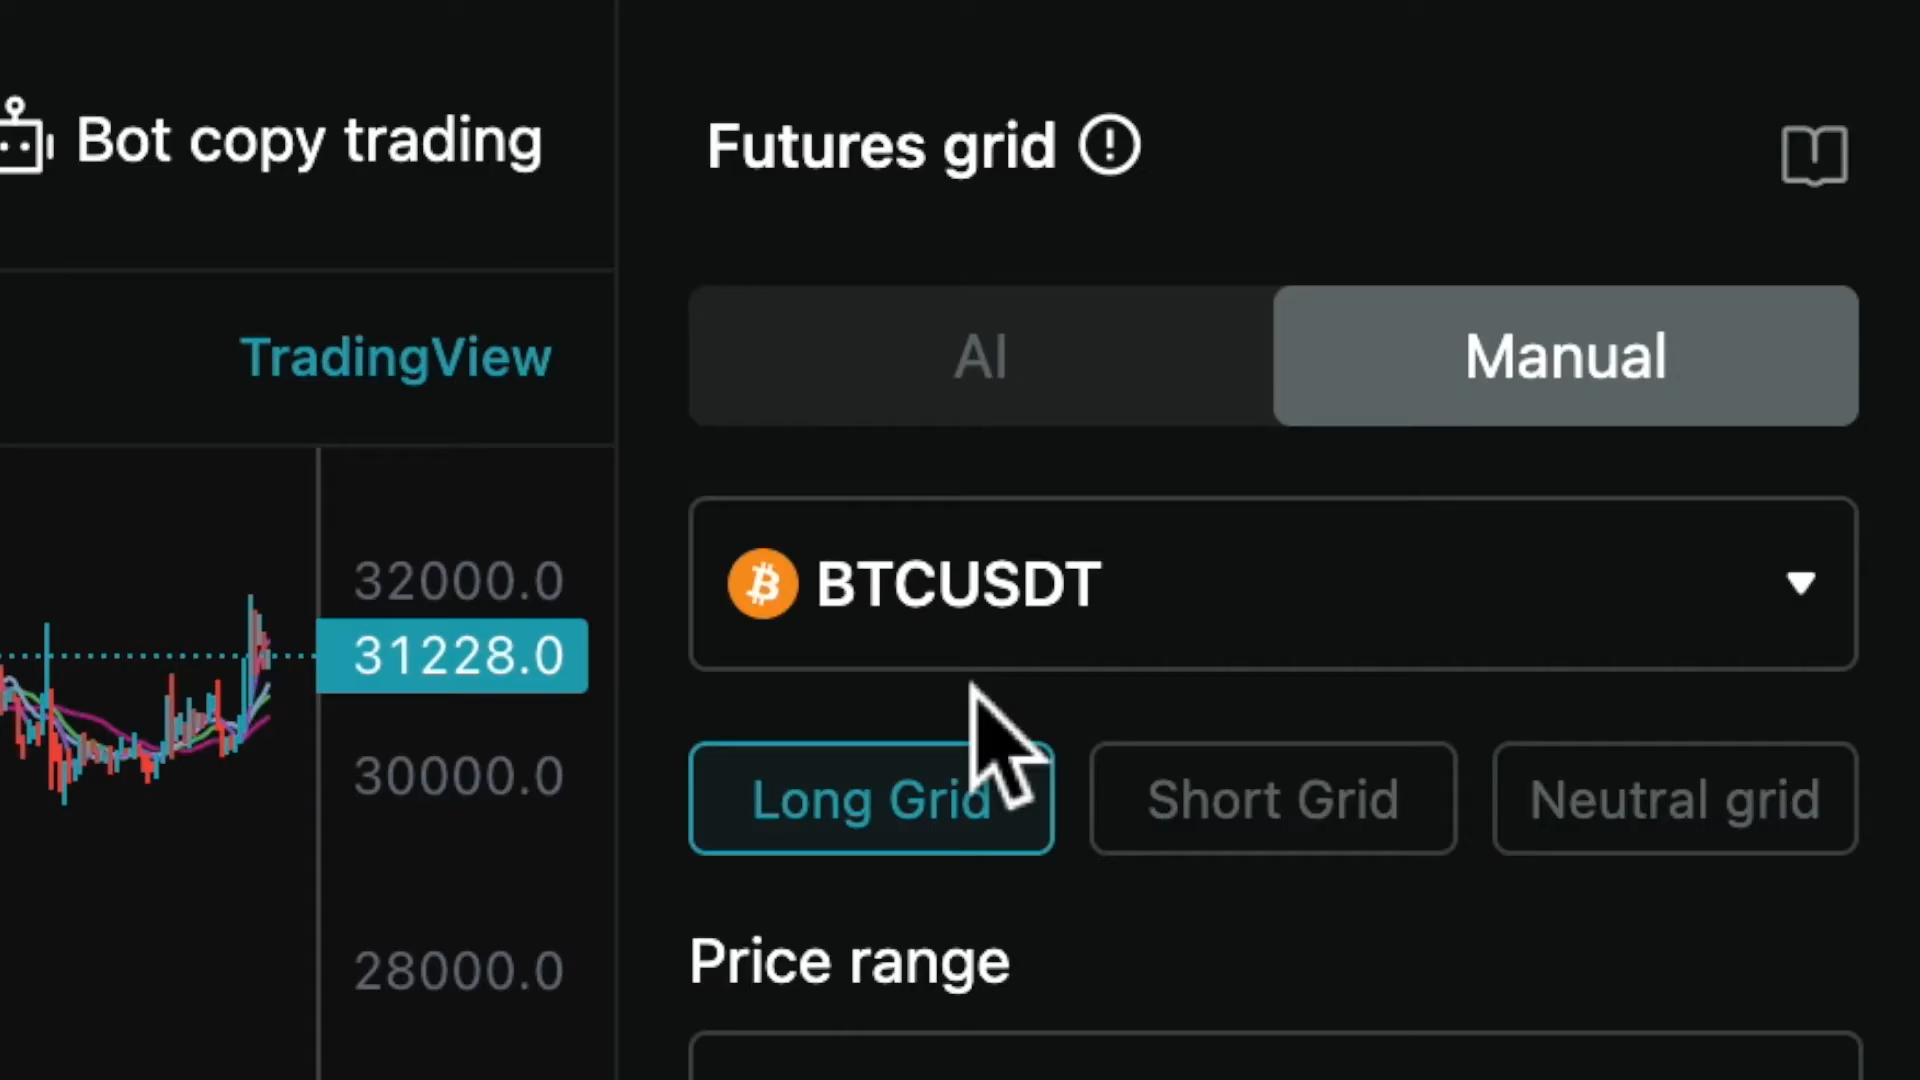 Bot copy trading
Futures grid
TradingView
AI
Manual
BTCUSDT
32000.0
31228.0
30000.0
28000.0
Long Grid
Short Grid
Neutral grid
Price range